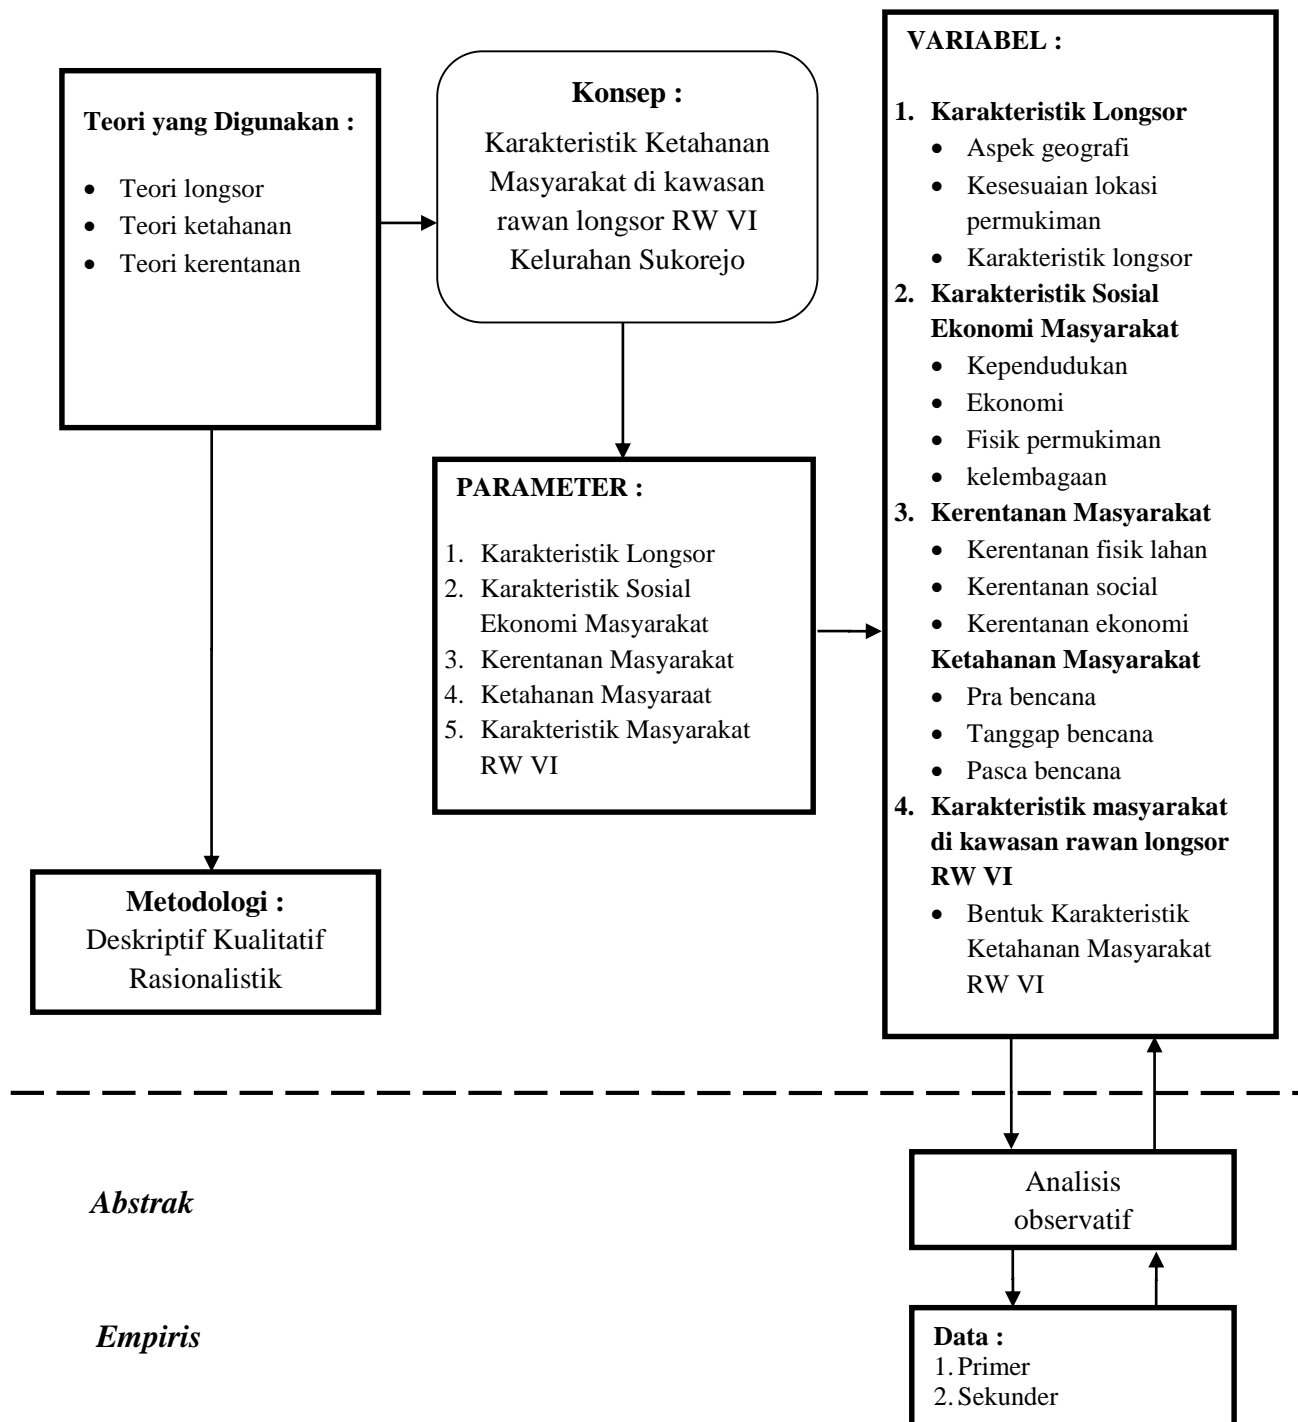 Teori yang Digunakan :
• Teori longsor
• Teori ketahanan
• Teori kerentanan
Konsep :
Karakteristik Ketahanan
Masyarakat di kawasan
rawan longsor RW VI
Kelurahan Sukorejo
PARAMETER :
1. Karakteristik Longsor
2. Karakteristik Sosial
Ekonomi Masyarakat
3. Kerentanan Masyarakat
4. Ketahanan Masyaraat
5. Karakteristik Masyarakat
RW VI
VARIABEL :
1. Karakteristik Longsor
• Aspek geografi
• Kesesuaian lokasi
permukiman
• Karakteristik longsor
2. Karakteristik Sosial
Ekonomi Masyarakat
• Kependudukan
• Ekonomi
• Fisik permukiman
• kelembagaan
3. Kerentanan Masyarakat
• Kerentanan fisik lahan
• Kerentanan social
• Kerentanan ekonomi
Ketahanan Masyarakat
• Pra bencana
• Tanggap bencana
• Pasca bencana
4. Karakteristik masyarakat
di kawasan rawan longsor
RW VI
• Bentuk Karakteristik
Ketahanan Masyarakat
RW VI
Metodologi :
Deskriptif Kualitatif
Rasionalistik
Abstrak
Analisis
observatif
Empiris
Data :
1. Primer
2. Sekunder